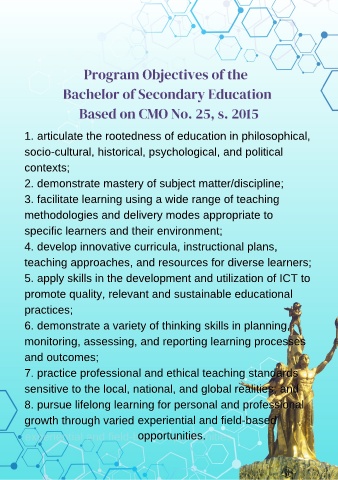 Program Objectives of the
Bachelor of Secondary Education
Based on CMO No. 25, s. 2015
1. articulate the rootedness of education in philosophical,
socio-cultural, historical, psychological, and political
contexts;
2. demonstrate mastery of subject matter/discipline;
3. facilitate learning using a wide range of teaching
methodologies and delivery modes appropriate to
specific learners and their environment;
4. develop innovative curricula, instructional plans,
teaching approaches, and resources for diverse learners;
5. apply skills in the development and utilization of ICT to
promote quality, relevant and sustainable educational
practices;
6. demonstrate a variety of thinking skills in planning,
monitoring, assessing, and reporting learning processes
and outcomes;
7. practice professional and ethical teaching standards
sensitive to the local, national, and global realities; and
8. pursue lifelong learning for personal and professional
growth through varied experiential and field-based
opportunities.